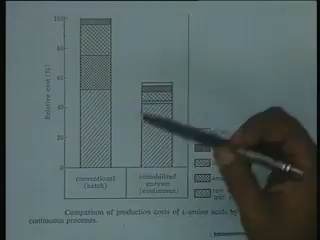 100
80
60
40
20
0
Relative cost (%)
conventional
(batch)
immobilized
enzyme
(continuous)
Comparison of production costs of L-amino acids by
continuous processes.